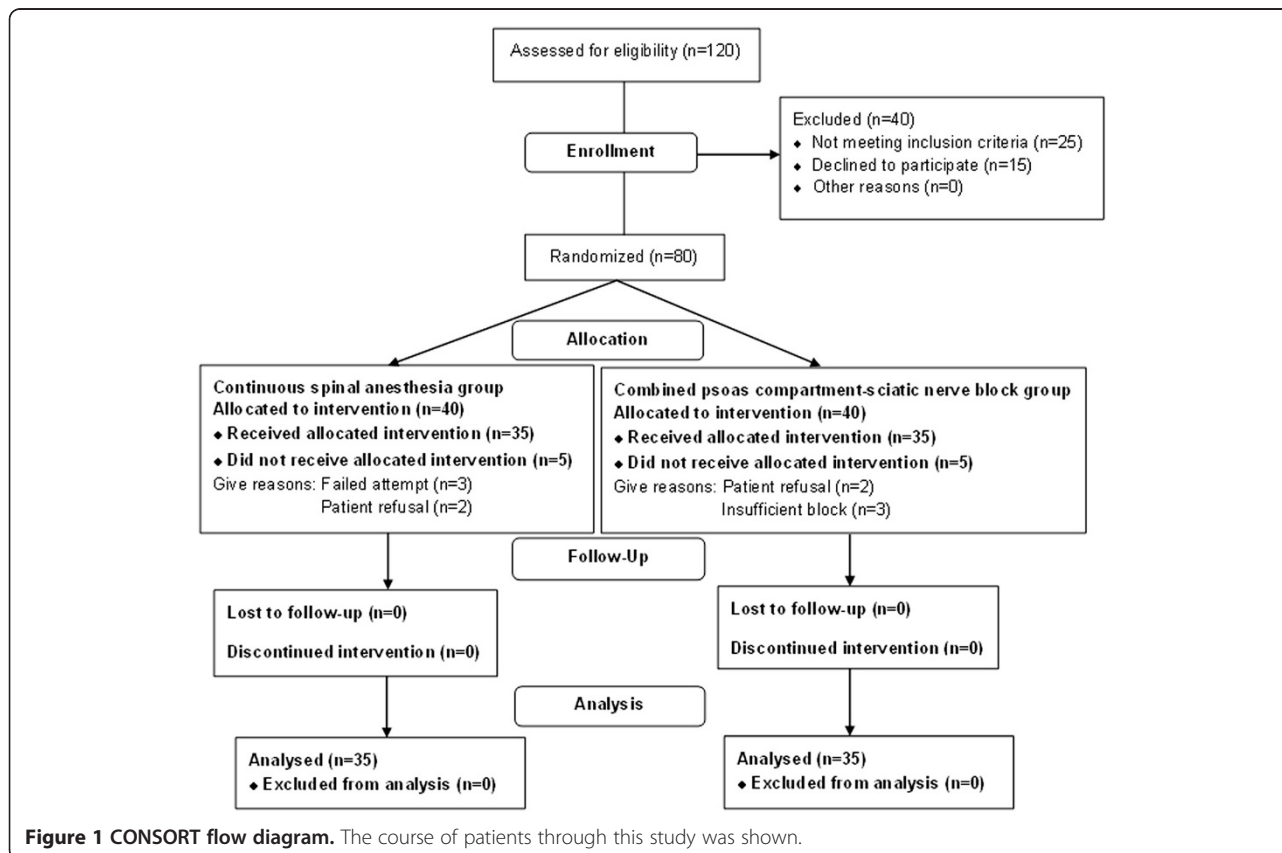 Assessed for eligibility (n=120)
Excluded (n=40)
◆ Not meeting inclusion criteria (n=25)
◆ Declined to participate (n=15)
◆ Other reasons (n=0)
Enrollment
Randomized (n=80)
Allocation
Continuous spinal anesthesia group
Allocated to intervention (n=40)
◆ Received allocated intervention (n=35)
◆ Did not receive allocated intervention (n=5)
Give reasons: Failed attempt (n=3)
Patient refusal (n=2)
Combined psoas compartment-sciatic nerve block group
Allocated to intervention (n=40)
◆ Received allocated intervention (n=35)
◆ Did not receive allocated intervention (n=5)
Give reasons: Patient refusal (n=2)
Insufficient block (n=3)
Follow-Up
Lost to follow-up (n=0)
Discontinued intervention (n=0)
Lost to follow-up (n=0)
Discontinued intervention (n=0)
Analysis
Analysed (n=35)
◆ Excluded from analysis (n=0)
Analysed (n=35)
◆ Excluded from analysis (n=0)
Figure 1 CONSORT flow diagram. The course of patients through this study was shown.